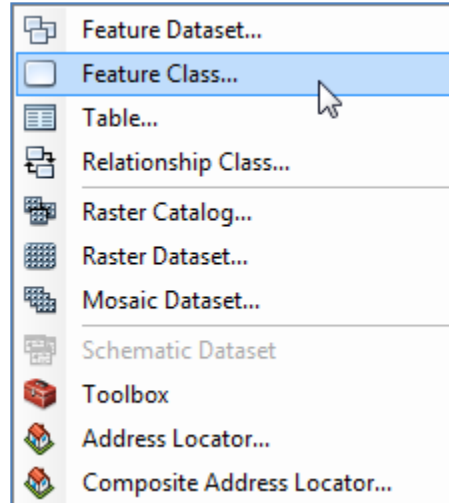 Feature Dataset...
Feature Class...
Table...
Relationship Class...
Raster Catalog...
Raster Dataset...
Mosaic Dataset...
Schematic Dataset
Toolbox
Address Locator...
Composite Address Locator...